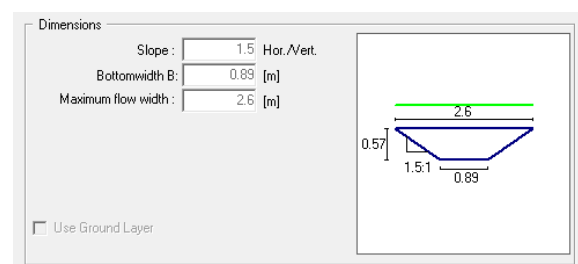 Dimensions
Slope : 1.5 Hor./Vert.
Bottomwidth B: 0.89 [m]
Maximum flow width : 2.6 [m]
2.6
0.57
1.5:1
0.89
Use Ground Layer